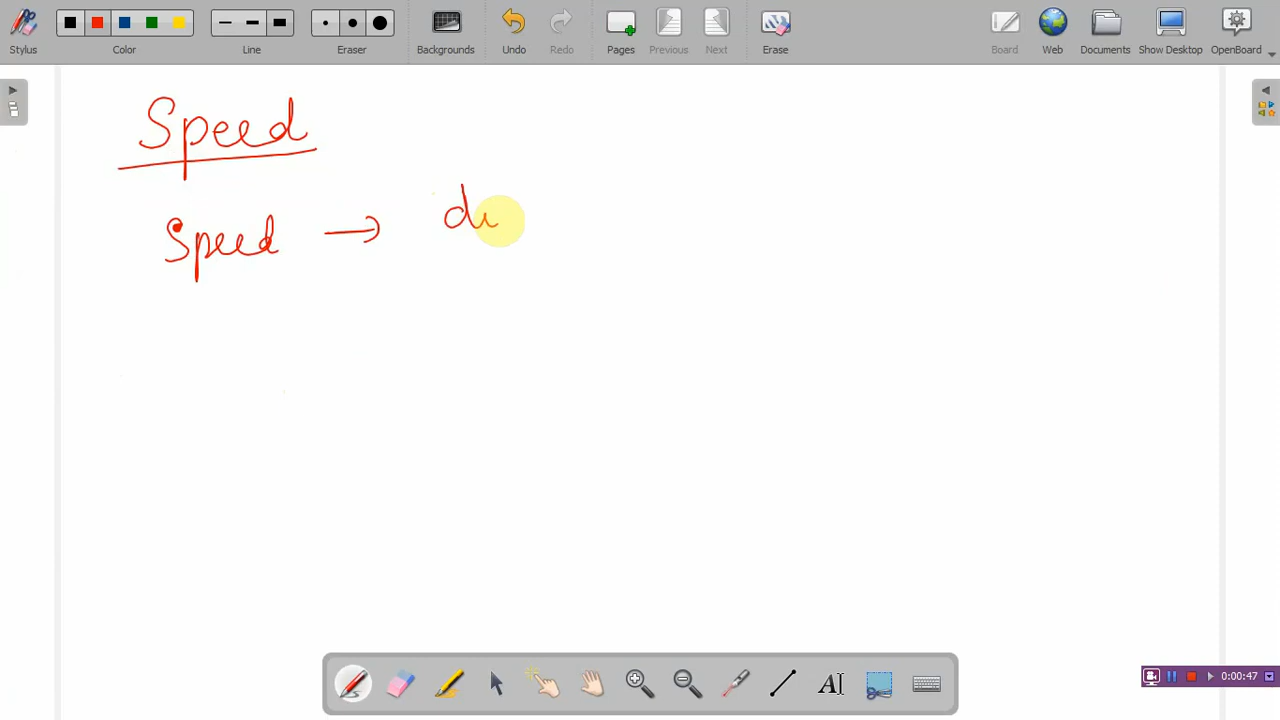 Stylus
Color
Line
Eraser
Backgrounds
Undo
Redo
Pages
Previous
Next
Erase
Board
Web
Documents
Show Desktop
OpenBoard
Speed
Speed → di
0:00:47